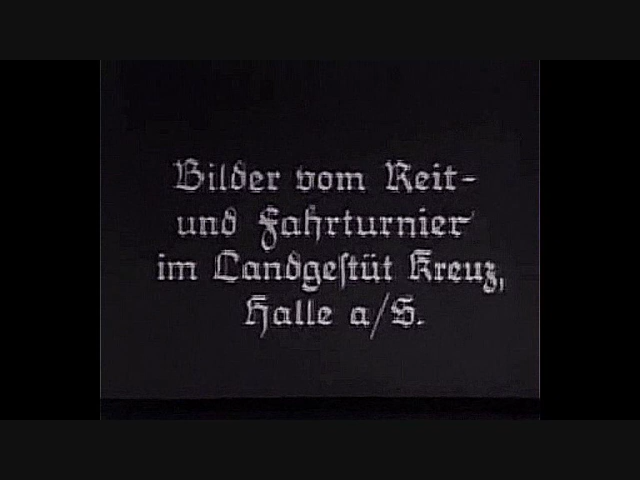 Bilder vom Reit-
und Fahrturnier
im Landgeſtüt Kreuz,
Halle a/S.